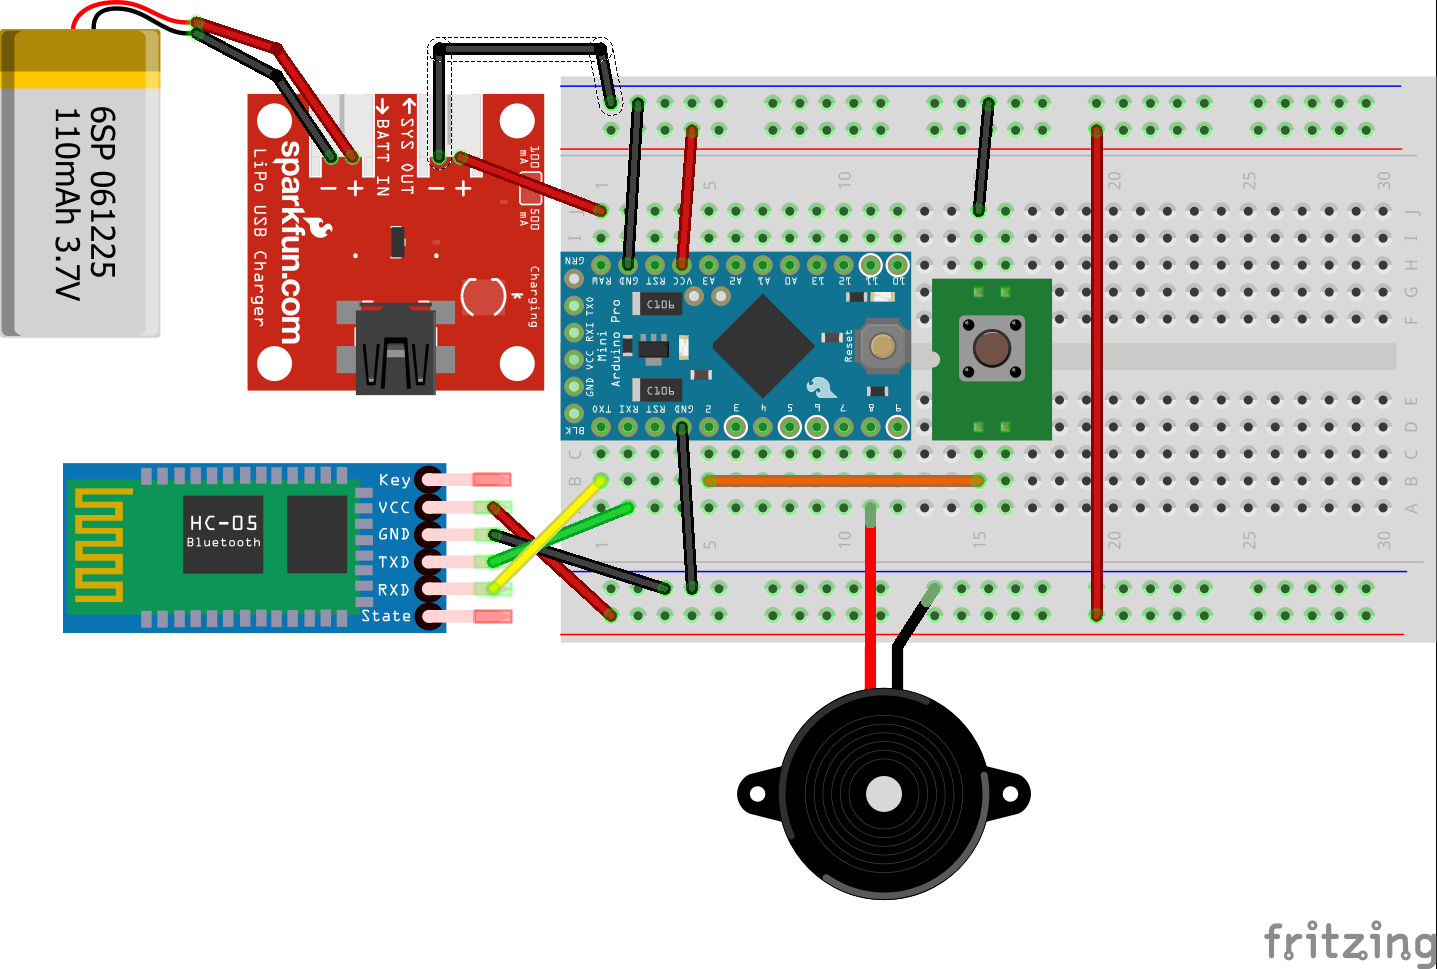 6SP 061225
110mAh 3.7V
BATT IN
SYS OUT
100
mA
500
mA
- +
- +
sparkfun.com
LiPo USB Charger
Charging
1
5
10
15
20
25
30
J
I
H
G
F
E
D
C
B
A
1
5
10
15
20
25
30
GRN
RAW
GND
RST
VCC
A3
A2
A1
A0
13
12
11
10
TX0
RXI
VCC
GND
BLK
Arduino Pro
Mini
C106
C106
Reset
TX0
RXI
RST
GND
2
3
4
5
6
7
8
9
HC-05
Bluetooth
Key
VCC
GND
TXD
RXD
State
fritzing